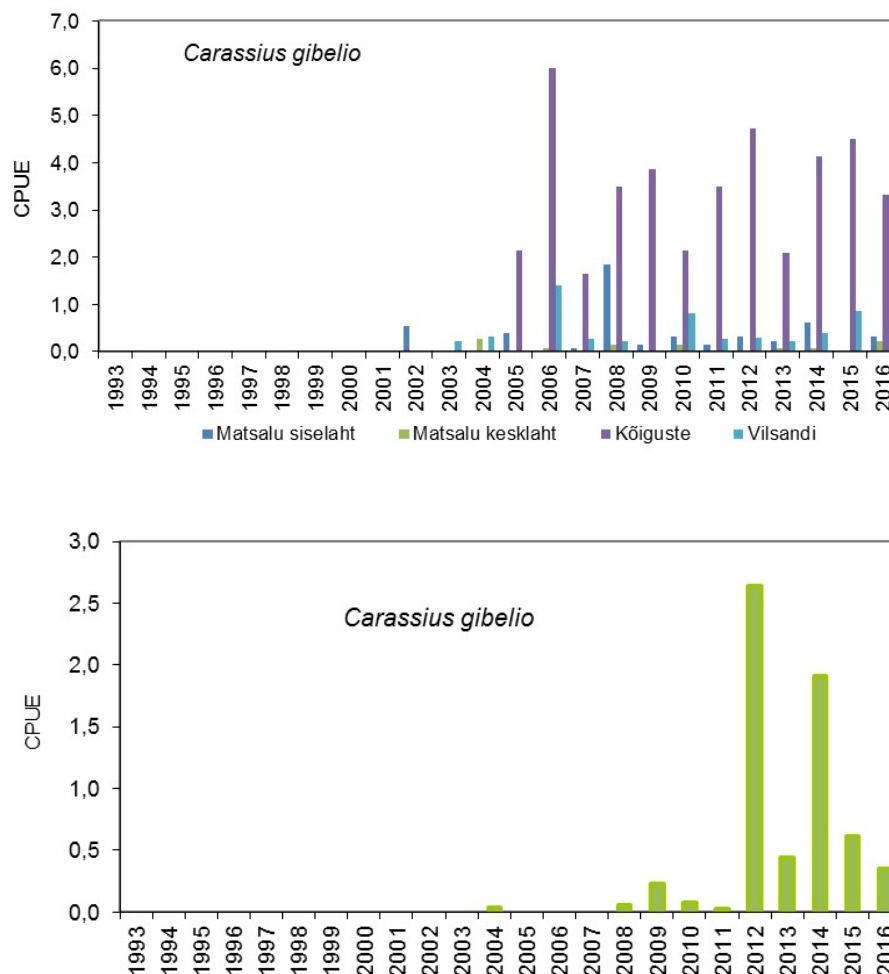 7,0
Carassius gibelio
6,0
5,0
4,0
CPUE
3,0
2,0
1,0
0,0
1993 1994 1995 1996 1997 1998 1999 2000 2001 2002 2003 2004 2005 2006 2007 2008 2009 2010 2011 2012 2013 2014 2015 2016
Matsalu siselaht Matsalu kesklaht Kõiguste Vilsandi
3,0
2,5
Carassius gibelio
2,0
CPUE
1,5
1,0
0,5
0,0
1993 1994 1995 1996 1997 1998 1999 2000 2001 2002 2003 2004 2005 2006 2007 2008 2009 2010 2011 2012 2013 2014 2015 2016